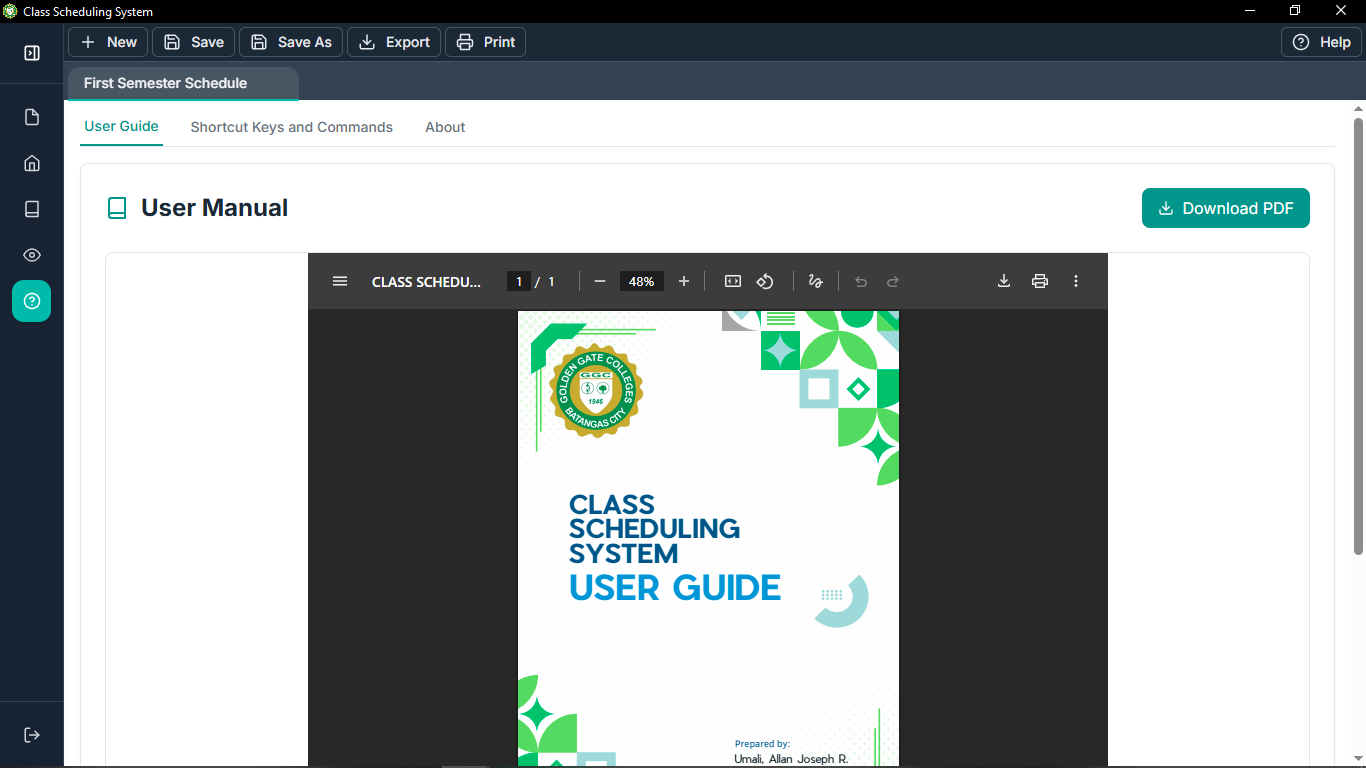 Class Scheduling System
New
Save
Save As
Export
Print
Help
First Semester Schedule
User Guide
Shortcut Keys and Commands
About
User Manual
Download PDF
CLASS SCHEDU...
1 / 1
48%
GOLDEN GATE COLLEGES
GGC
1946
BATANGAS CITY
CLASS
SCHEDULING
SYSTEM
USER GUIDE
Prepared by:
Umali, Allan Joseph R.